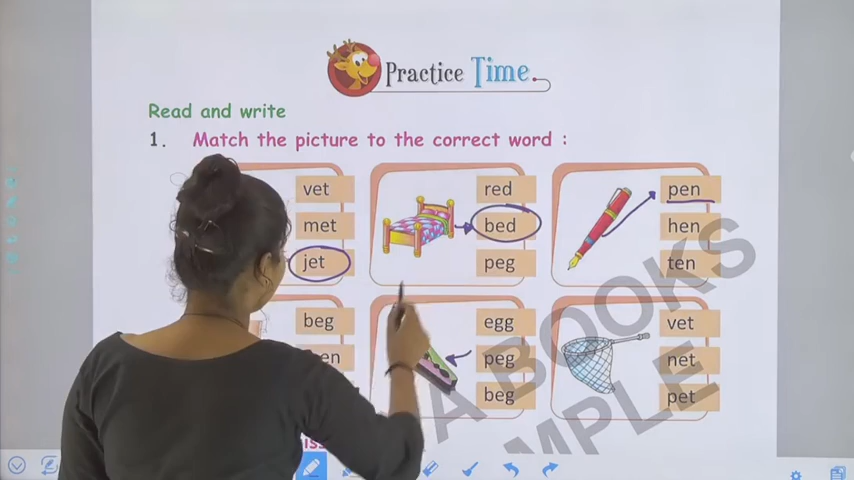 Practice Time
Read and write
1. Match the picture to the correct word :
vet
met
jet
red
bed
peg
pen
hen
ten
beg
egg
peg
beg
vet
net
pet
A BOOKS